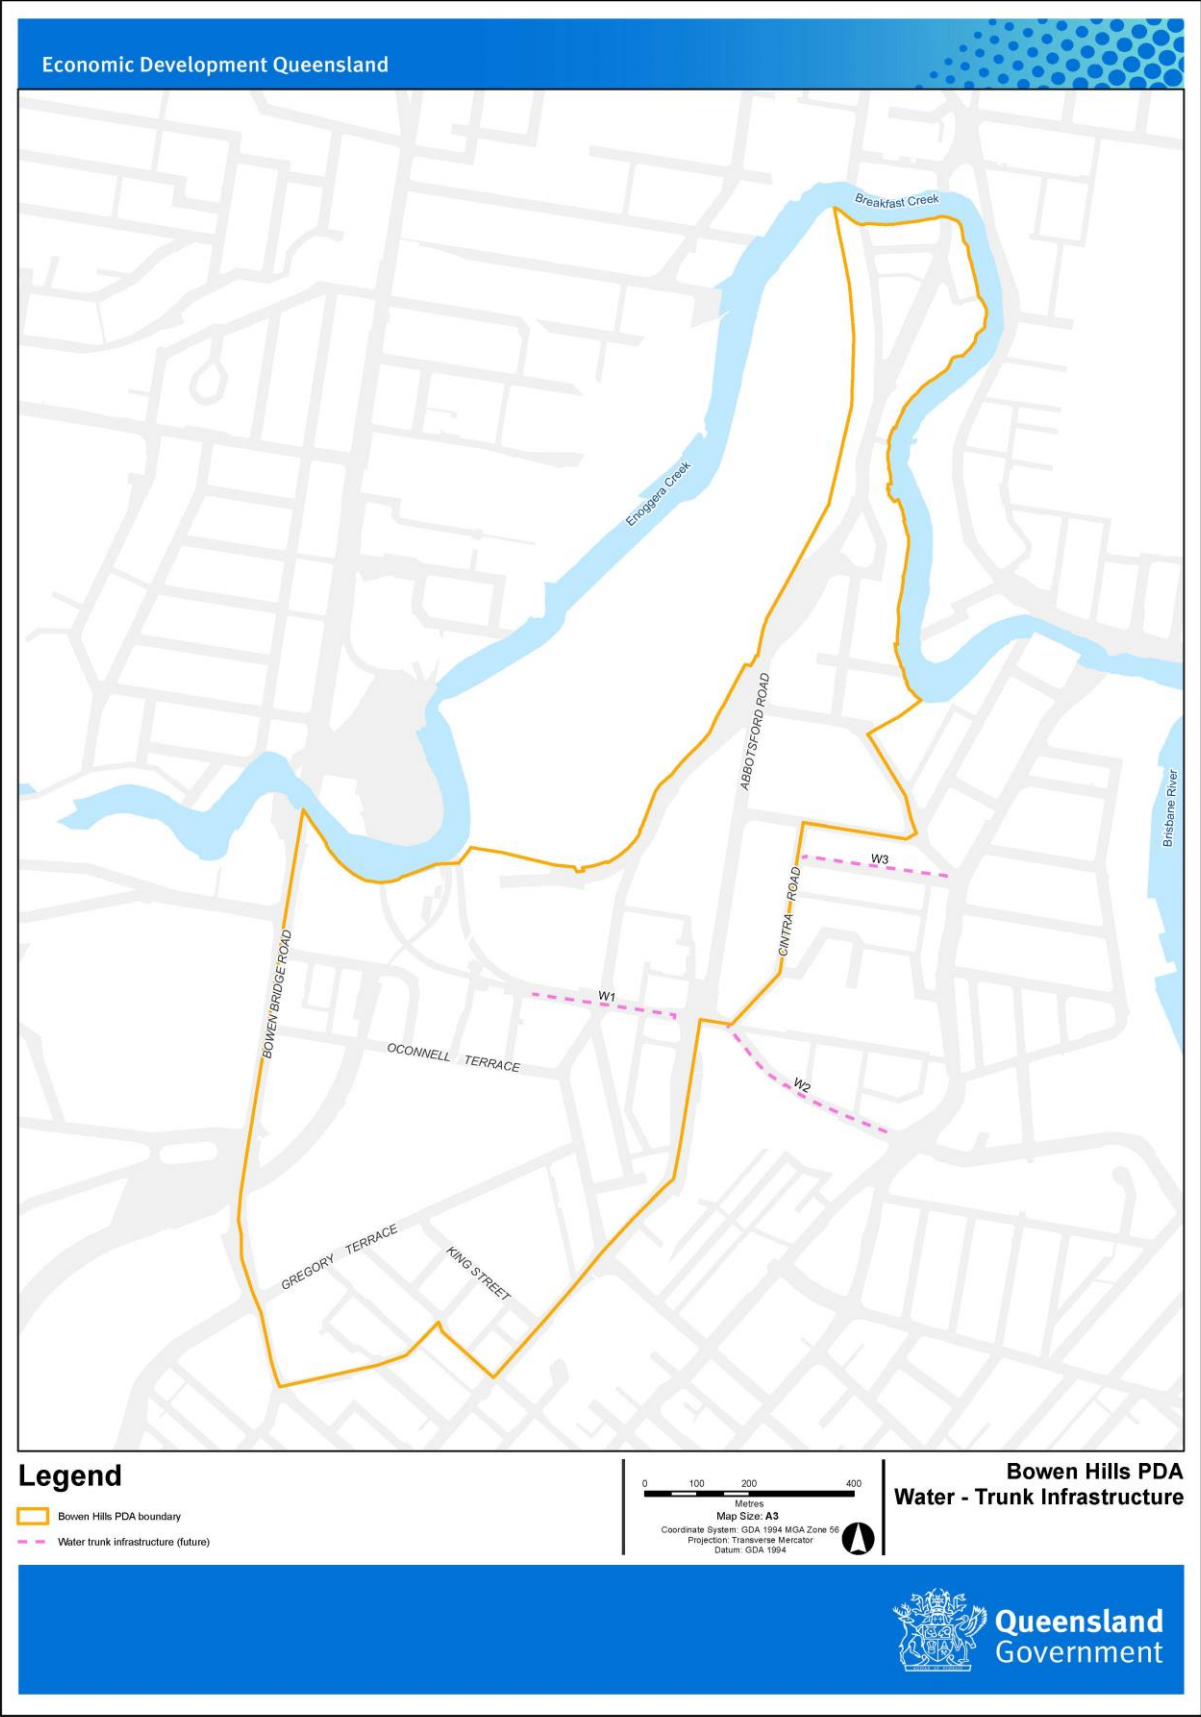 Economic Development Queensland
Breakfast Creek
Enoggera Creek
ABBOTSFORD ROAD
Brisbane River
W3
CINTRA ROAD
BOWEN BRIDGE ROAD
W1
OCONNELL TERRACE
W2
GREGORY TERRACE
KING STREET
Legend
Bowen Hills PDA boundary
Water trunk infrastructure (future)
0 100 200 400
Metres
Map Size: A3
Coordinate System: GDA 1994 MGA Zone 56
Projection: Transverse Mercator
Datum: GDA 1994
Bowen Hills PDA
Water - Trunk Infrastructure
Queensland
Government